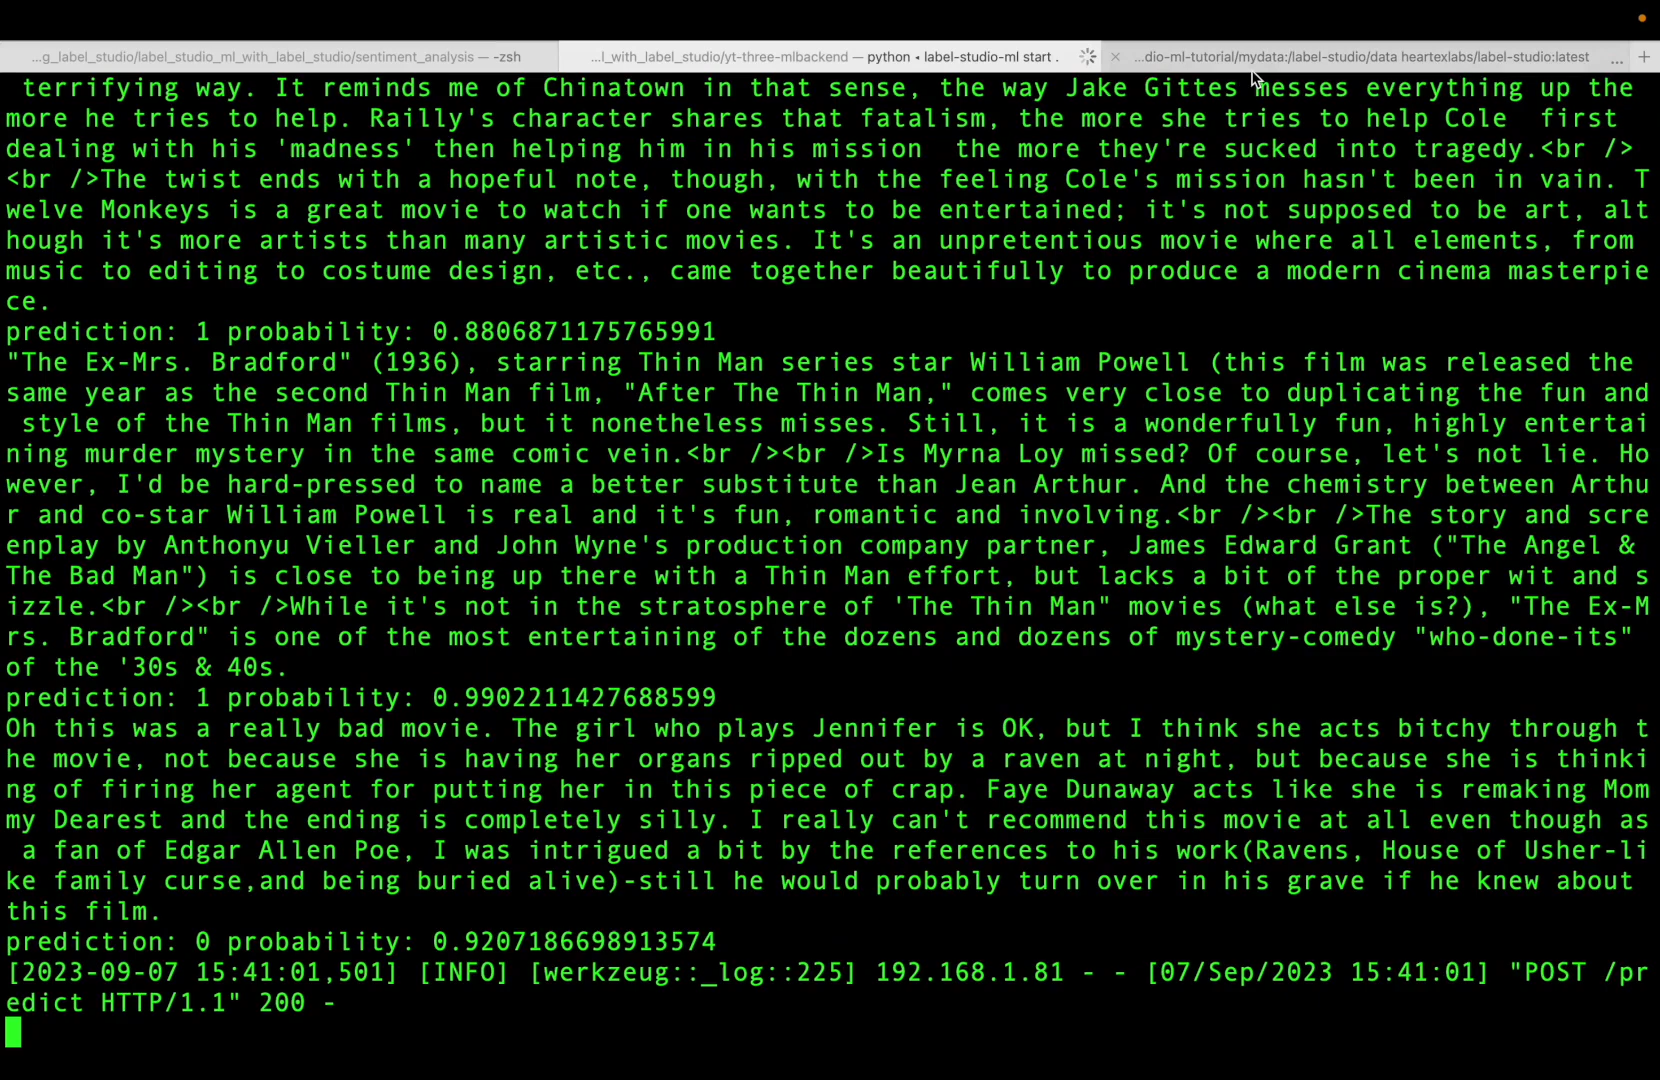 ...g_label_studio/label_studio_ml_with_label_studio/sentiment_analysis — -zsh
...l_with_label_studio/yt-three-mlbackend — python ◂ label-studio-ml start .
...dio-ml-tutorial/mydata:/label-studio/data heartexlabs/label-studio:latest ...
terrifying way. It reminds me of Chinatown in that sense, the way Jake Gittes messes everything up the
more he tries to help. Railly's character shares that fatalism, the more she tries to help Cole  first
dealing with his 'madness' then helping him in his mission  the more they're sucked into tragedy.<br />
<br />The twist ends with a hopeful note, though, with the feeling Cole's mission hasn't been in vain. T
welve Monkeys is a great movie to watch if one wants to be entertained; it's not supposed to be art, alt
hough it's more artists than many artistic movies. It's an unpretentious movie where all elements, from
music to editing to costume design, etc., came together beautifully to produce a modern cinema masterpie
ce.
prediction: 1 probability: 0.8806871175765991
"The Ex-Mrs. Bradford" (1936), starring Thin Man series star William Powell (this film was released the
same year as the second Thin Man film, "After The Thin Man," comes very close to duplicating the fun and
style of the Thin Man films, but it nonetheless misses. Still, it is a wonderfully fun, highly entertai
ning murder mystery in the same comic vein.<br /><br />Is Myrna Loy missed? Of course, let's not lie. Ho
wever, I'd be hard-pressed to name a better substitute than Jean Arthur. And the chemistry between Arthu
r and co-star William Powell is real and it's fun, romantic and involving.<br /><br />The story and scre
enplay by Anthonyu Vieller and John Wyne's production company partner, James Edward Grant ("The Angel &
The Bad Man") is close to being up there with a Thin Man effort, but lacks a bit of the proper wit and s
izzle.<br /><br />While it's not in the stratosphere of 'The Thin Man" movies (what else is?), "The Ex-M
rs. Bradford" is one of the most entertaining of the dozens and dozens of mystery-comedy "who-done-its"
of the '30s & 40s.
prediction: 1 probability: 0.9902211427688599
Oh this was a really bad movie. The girl who plays Jennifer is OK, but I think she acts bitchy through t
he movie, not because she is having her organs ripped out by a raven at night, but because she is thinki
ng of firing her agent for putting her in this piece of crap. Faye Dunaway acts like she is remaking Mom
my Dearest and the ending is completely silly. I really can't recommend this movie at all even though as
a fan of Edgar Allen Poe, I was intrigued a bit by the references to his work(Ravens, House of Usher-li
ke family curse,and being buried alive)-still he would probably turn over in his grave if he knew about
this film.
prediction: 0 probability: 0.9207186698913574
[2023-09-07 15:41:01,501] [INFO] [werkzeug::_log::225] 192.168.1.81 - - [07/Sep/2023 15:41:01] "POST /pr
edict HTTP/1.1" 200 -